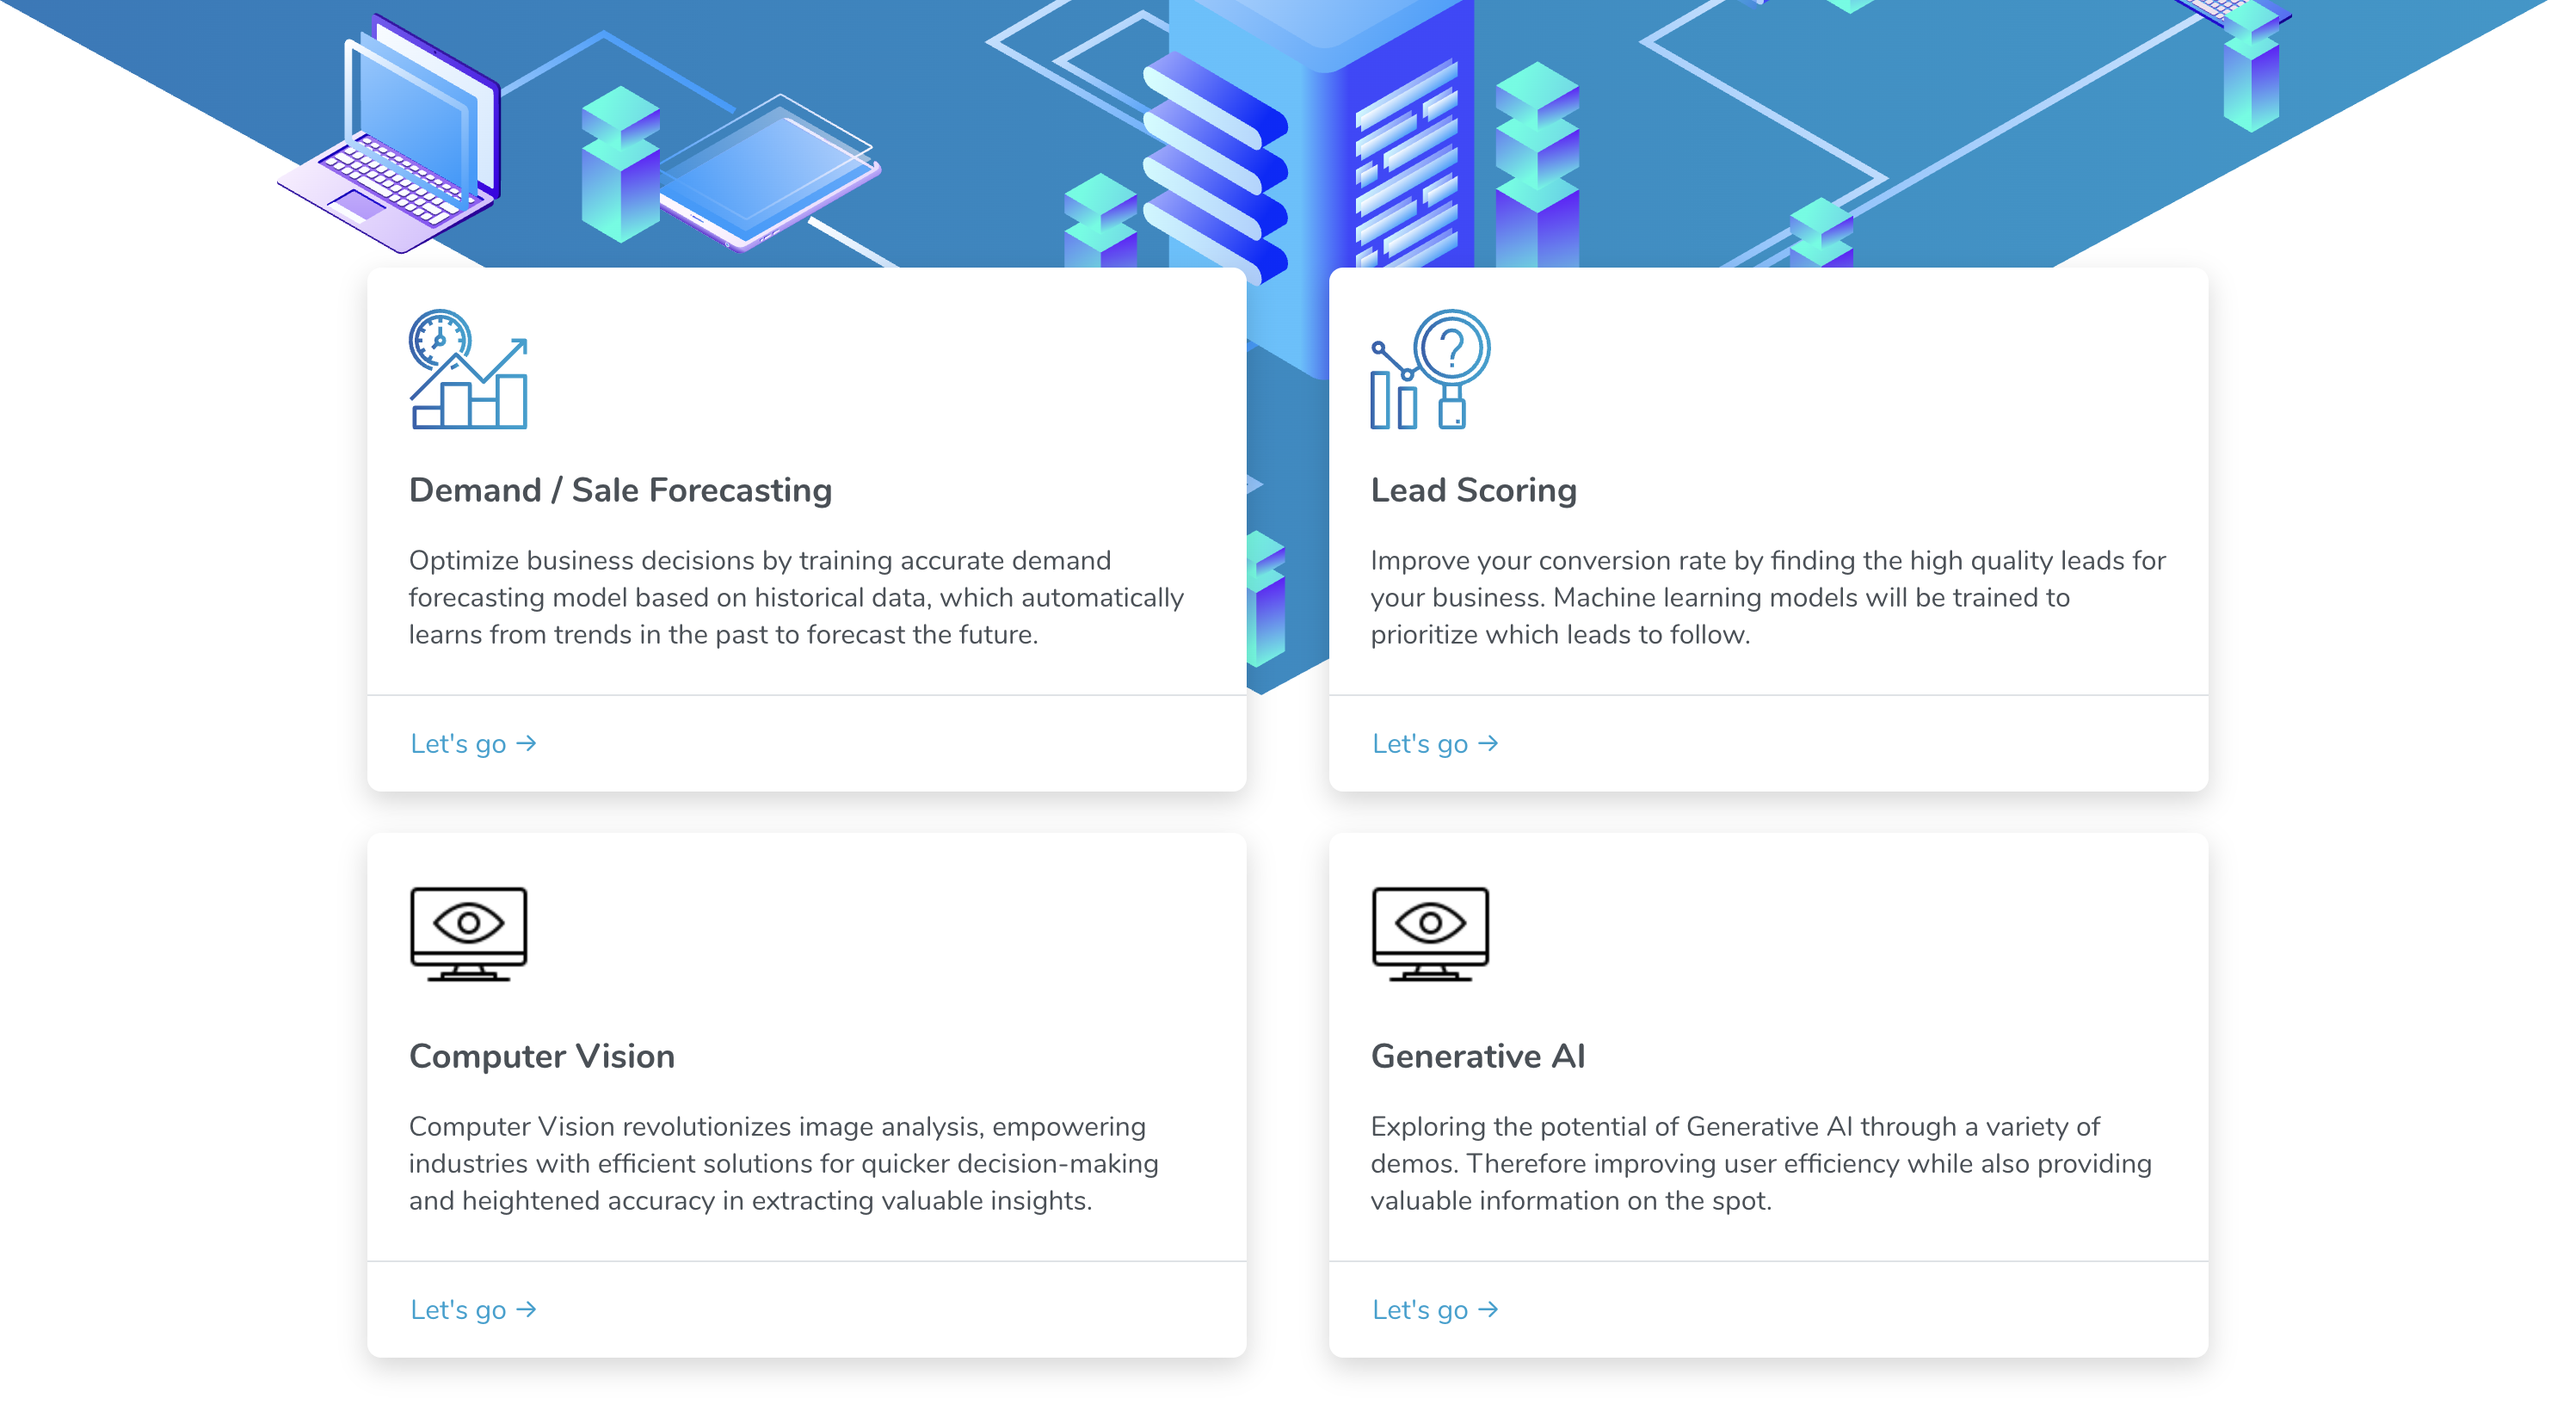 Demand / Sale Forecasting
Optimize business decisions by training accurate demand
forecasting model based on historical data, which automatically
learns from trends in the past to forecast the future.
Let's go →
Lead Scoring
Improve your conversion rate by finding the high quality leads for
your business. Machine learning models will be trained to
prioritize which leads to follow.
Let's go →
Computer Vision
Computer Vision revolutionizes image analysis, empowering
industries with efficient solutions for quicker decision-making
and heightened accuracy in extracting valuable insights.
Let's go →
Generative AI
Exploring the potential of Generative AI through a variety of
demos. Therefore improving user efficiency while also providing
valuable information on the spot.
Let's go →